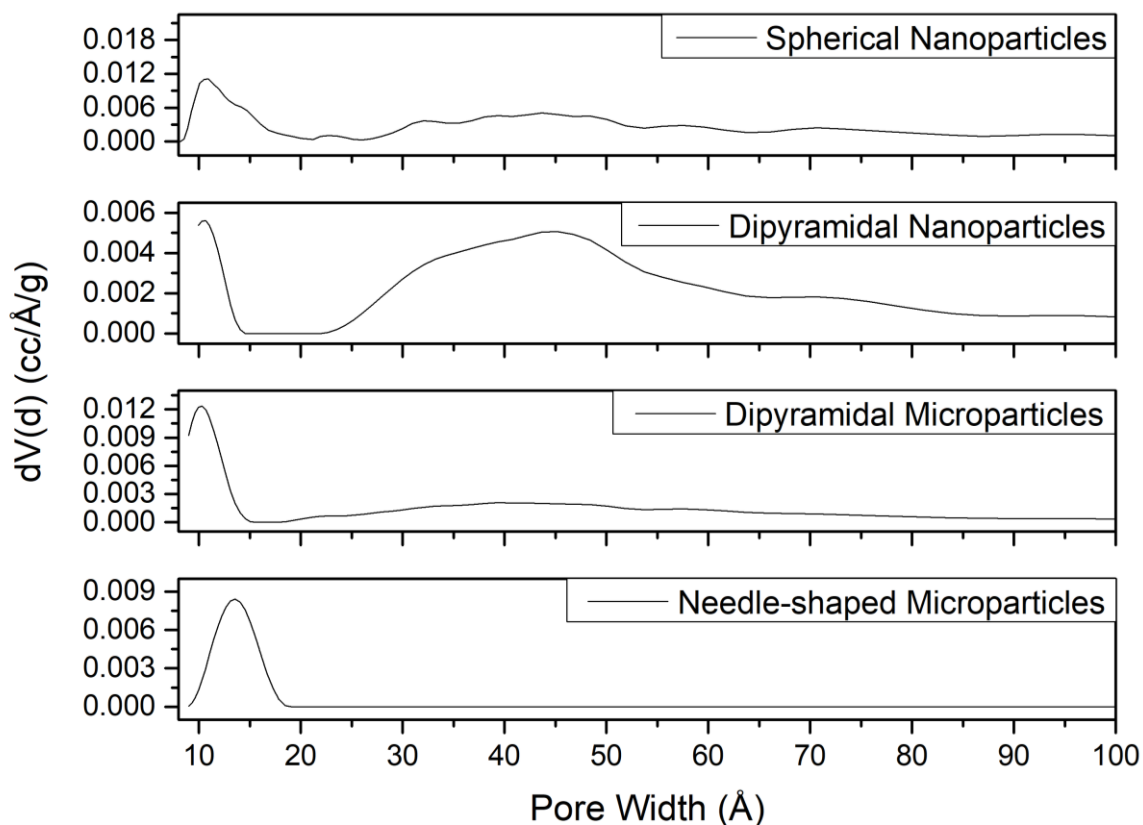 Spherical Nanoparticles
0.018
0.012
0.006
0.000
Dipyramidal Nanoparticles
0.006
0.004
0.002
0.000
Dipyramidal Microparticles
0.012
0.009
0.006
0.003
0.000
Needle-shaped Microparticles
0.009
0.006
0.003
0.000
10 20 30 40 50 60 70 80 90 100
Pore Width (Å)
dV(d) (cc/Å/g)